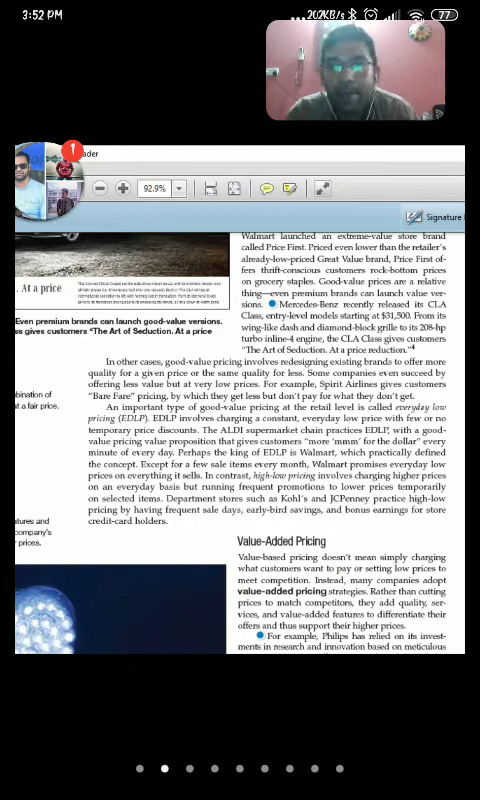 3:52 PM
...202KB/s
77
ader
92.9%
Signature
Walmart launched an extreme-value store brand
called Price First. Priced even lower than the retailer's
already-low-priced Great Value brand, Price First of-
fers thrift-conscious customers rock-bottom prices
on grocery staples. Good-value prices are a relative
thing—even premium brands can launch value ver-
sions. Mercedes-Benz recently released its CLA
Class, entry-level models starting at $31,500. From its
wing-like dash and diamond-block grille to its 208-hp
turbo inline-4 engine, the CLA Class gives customers
"The Art of Seduction. At a price reduction."4
. At a price
Even premium brands can launch good-value versions.
ss gives customers "The Art of Seduction. At a price
In other cases, good-value pricing involves redesigning existing brands to offer more
quality for a given price or the same quality for less. Some companies even succeed by
offering less value but at very low prices. For example, Spirit Airlines gives customers
"Bare Fare" pricing, by which they get less but don't pay for what they don't get.
An important type of good-value pricing at the retail level is called everyday low
pricing (EDLP). EDLP involves charging a constant, everyday low price with few or no
temporary price discounts. The ALDI supermarket chain practices EDLP, with a good-
value pricing value proposition that gives customers "more 'mmm' for the dollar" every
minute of every day. Perhaps the king of EDLP is Walmart, which practically defined
the concept. Except for a few sale items every month, Walmart promises everyday low
prices on everything it sells. In contrast, high-low pricing involves charging higher prices
on an everyday basis but running frequent promotions to lower prices temporarily
on selected items. Department stores such as Kohl's and JCPenney practice high-low
pricing by having frequent sale days, early-bird savings, and bonus earnings for store
credit-card holders.
bination of
at a fair price.
atures and
company's
r prices.
Value-Added Pricing
Value-based pricing doesn't mean simply charging
what customers want to pay or setting low prices to
meet competition. Instead, many companies adopt
value-added pricing strategies. Rather than cutting
prices to match competitors, they add quality, ser-
vices, and value-added features to differentiate their
offers and thus support their higher prices.
For example, Philips has relied on its invest-
ments in research and innovation based on meticulous